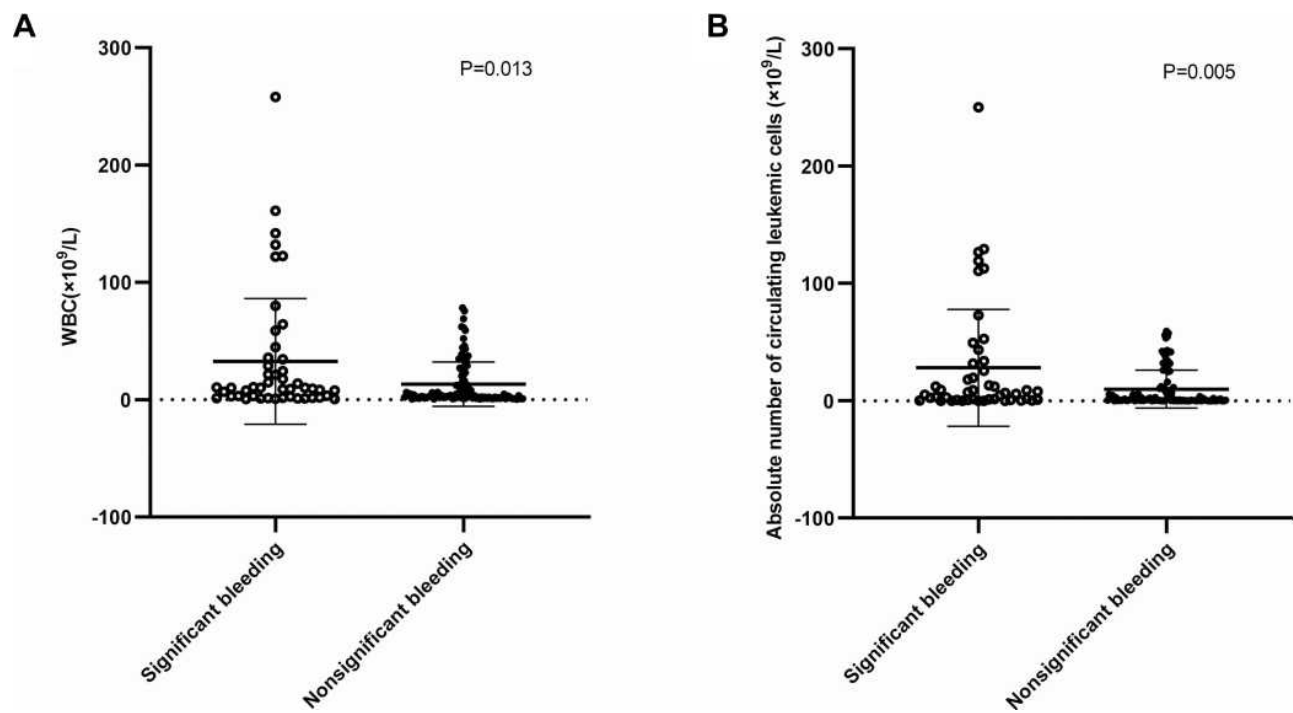 A
WBC(×10⁹/L)
300
200
100
0
-100
P=0.013
Significant bleeding
Nonsignificant bleeding
B
Absolute number of circulating leukemic cells (×10⁹/L)
300
200
100
0
-100
P=0.005
Significant bleeding
Nonsignificant bleeding